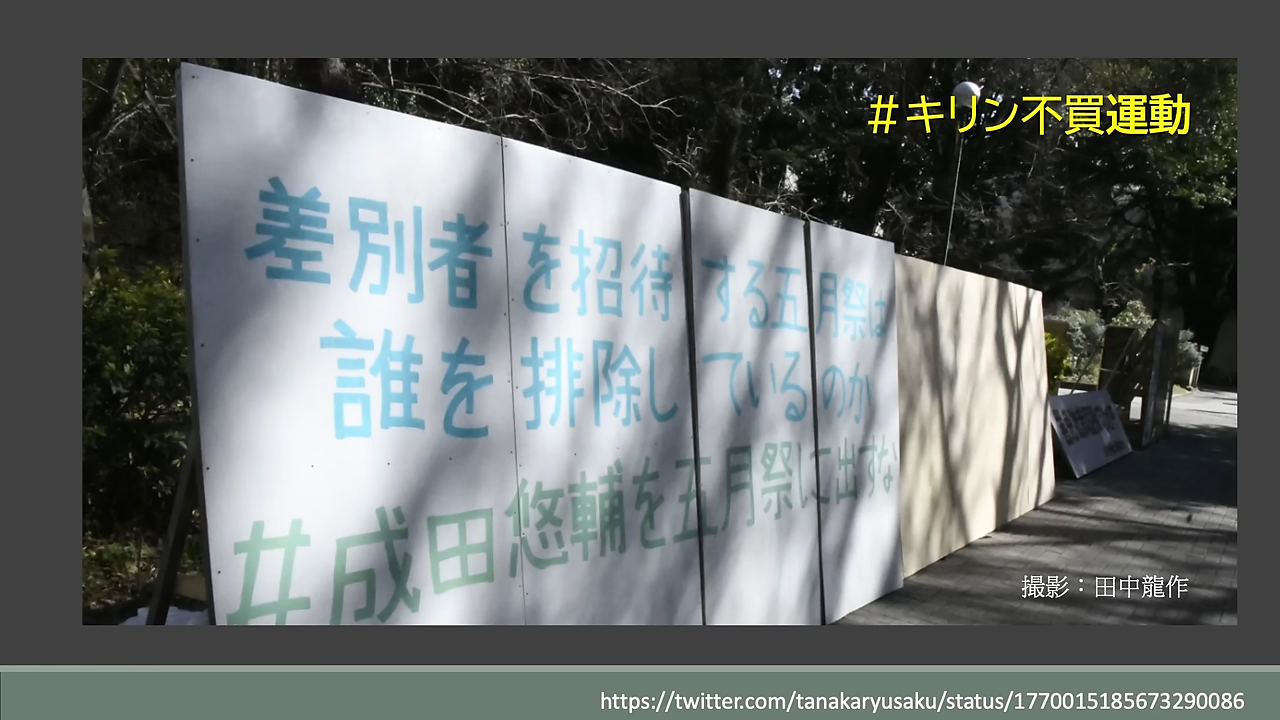 #キリン不買運動
差別者を招待する五月祭は
誰を排除しているのか
#成田悠輔を五月祭に出すな
撮影：田中龍作
https://twitter.com/tanakaryusaku/status/1770015185673290086